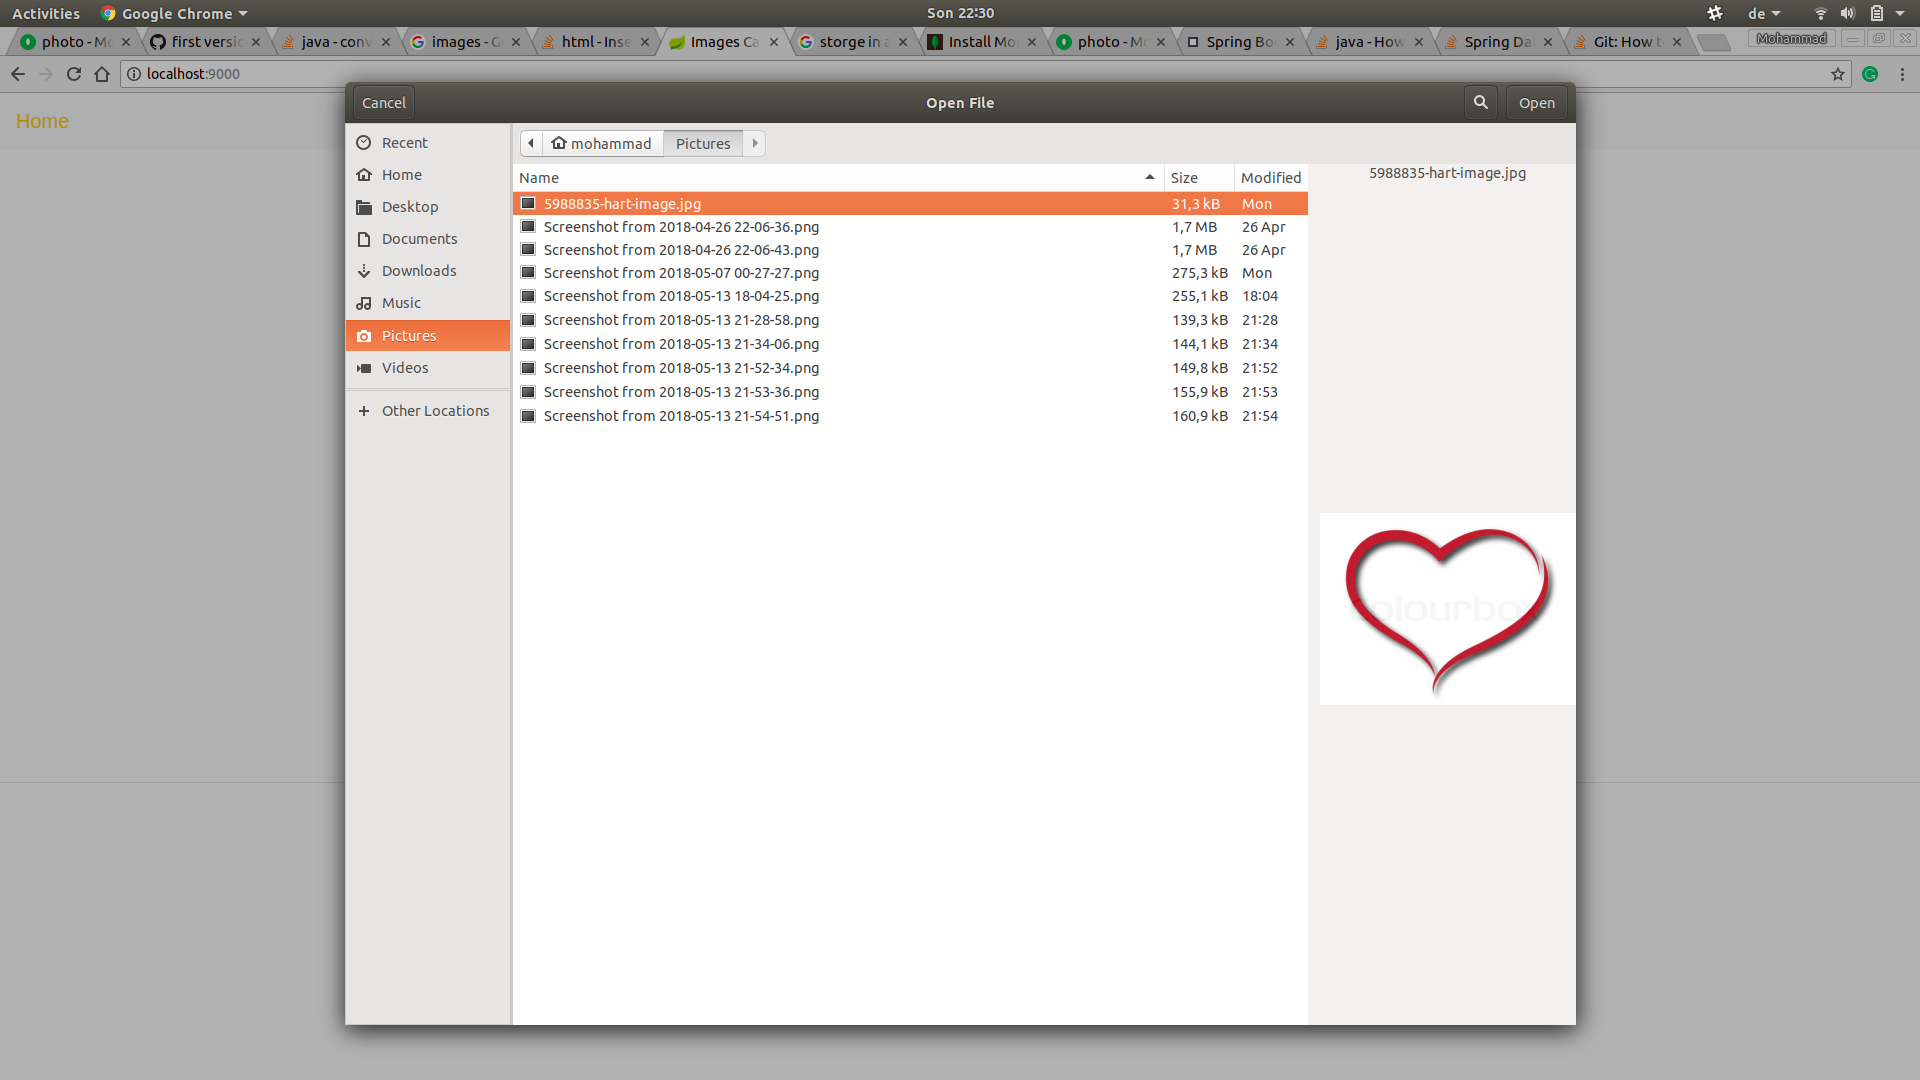 Activities Google Chrome Son 22:30 de
photo - Mo first versio java - conv images - G html - Inse Images Ca storge in a Install Mo photo - Mo Spring Bo java - How Spring Dat Git: How t Mohammad
localhost:9000
Home
Cancel Open File Open
Recent
Home
Desktop
Documents
Downloads
Music
Pictures
Videos
Other Locations
mohammad Pictures
Name Size Modified
5988835-hart-image.jpg 31,3 kB Mon
Screenshot from 2018-04-26 22-06-36.png 1,7 MB 26 Apr
Screenshot from 2018-04-26 22-06-43.png 1,7 MB 26 Apr
Screenshot from 2018-05-07 00-27-27.png 275,3 kB Mon
Screenshot from 2018-05-13 18-04-25.png 255,1 kB 18:04
Screenshot from 2018-05-13 21-28-58.png 139,3 kB 21:28
Screenshot from 2018-05-13 21-34-06.png 144,1 kB 21:34
Screenshot from 2018-05-13 21-52-34.png 149,8 kB 21:52
Screenshot from 2018-05-13 21-53-36.png 155,9 kB 21:53
Screenshot from 2018-05-13 21-54-51.png 160,9 kB 21:54
5988835-hart-image.jpg
colourbox